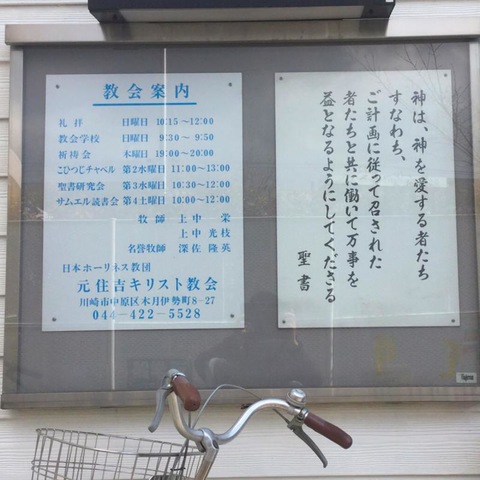 教会案内
礼拝 日曜日 10:15~12:00
教会学校 日曜日 9:30~9:50
祈祷会 木曜日 19:00~20:00
こひつじチャペル 第2水曜日 11:00~13:00
聖書研究会 第3水曜日 10:30~12:00
サムエル読書会 第4土曜日 10:00~12:00
牧師 上中 栄
上中 光枝
名誉牧師 深佐 隆英
日本ホーリネス教団
元住吉キリスト教会
川崎市中原区木月伊勢町8-27
044-422-5528
神は、神を愛する者たち
すなわち、
ご計画に従って召された
者たちと共に働いて万事を
益となるようにしてくださる
聖書